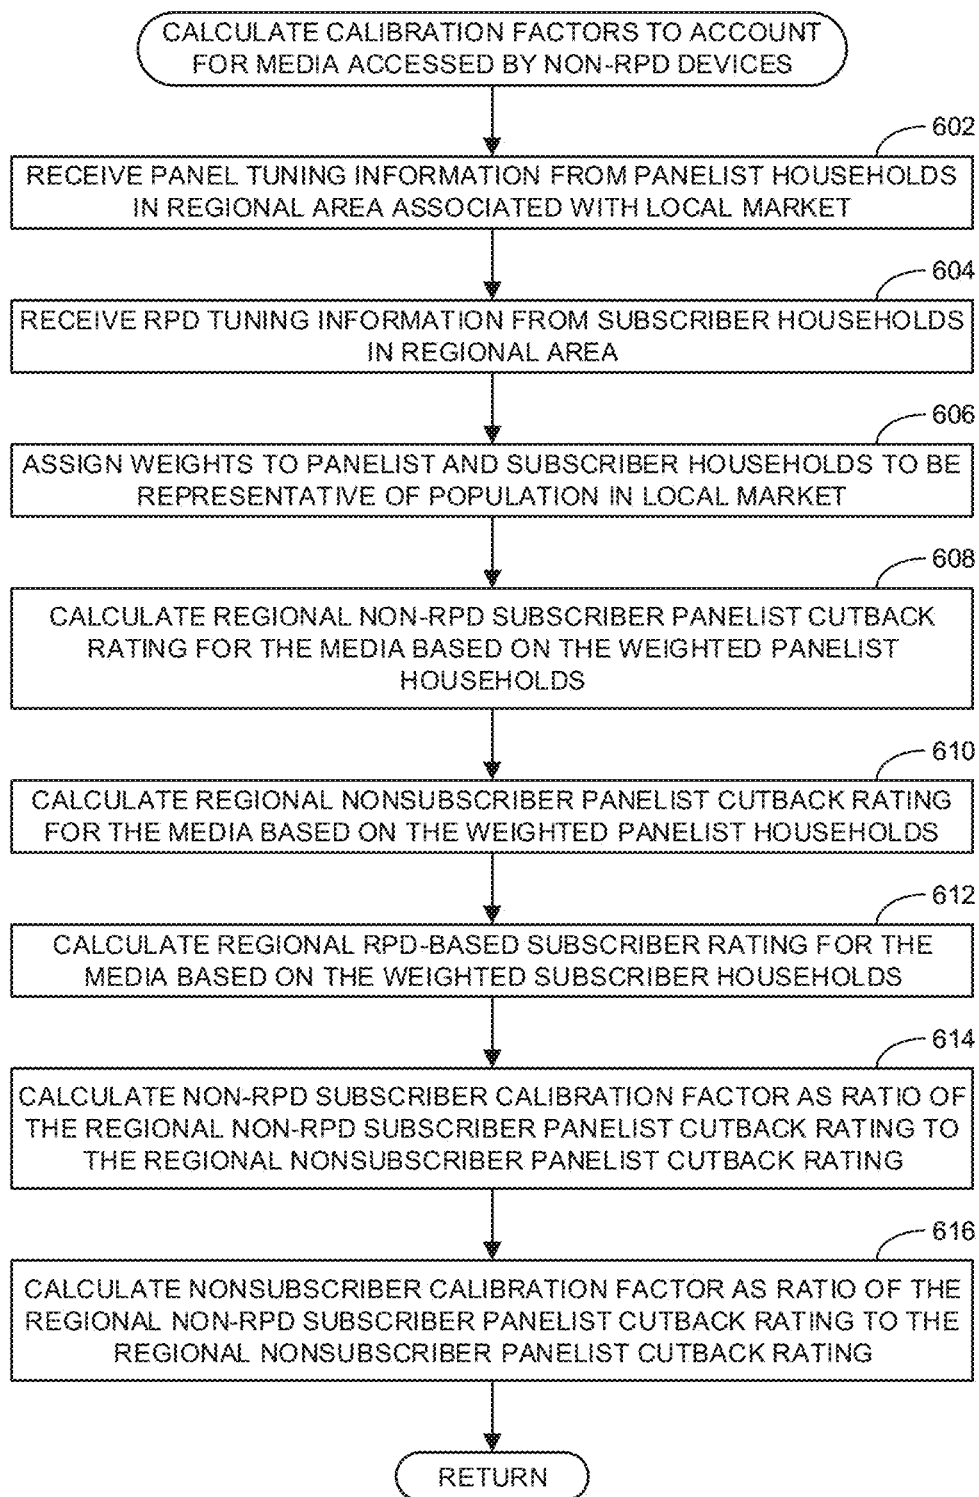 CALCULATE CALIBRATION FACTORS TO ACCOUNT
FOR MEDIA ACCESSED BY NON-RPD DEVICES
602
RECEIVE PANEL TUNING INFORMATION FROM PANELIST HOUSEHOLDS
IN REGIONAL AREA ASSOCIATED WITH LOCAL MARKET
604
RECEIVE RPD TUNING INFORMATION FROM SUBSCRIBER HOUSEHOLDS
IN REGIONAL AREA
606
ASSIGN WEIGHTS TO PANELIST AND SUBSCRIBER HOUSEHOLDS TO BE
REPRESENTATIVE OF POPULATION IN LOCAL MARKET
608
CALCULATE REGIONAL NON-RPD SUBSCRIBER PANELIST CUTBACK
RATING FOR THE MEDIA BASED ON THE WEIGHTED PANELIST
HOUSEHOLDS
610
CALCULATE REGIONAL NONSUBSCRIBER PANELIST CUTBACK RATING
FOR THE MEDIA BASED ON THE WEIGHTED PANELIST HOUSEHOLDS
612
CALCULATE REGIONAL RPD-BASED SUBSCRIBER RATING FOR THE
MEDIA BASED ON THE WEIGHTED SUBSCRIBER HOUSEHOLDS
614
CALCULATE NON-RPD SUBSCRIBER CALIBRATION FACTOR AS RATIO OF
THE REGIONAL NON-RPD SUBSCRIBER PANELIST CUTBACK RATING TO
THE REGIONAL NONSUBSCRIBER PANELIST CUTBACK RATING
616
CALCULATE NONSUBSCRIBER CALIBRATION FACTOR AS RATIO OF THE
REGIONAL NON-RPD SUBSCRIBER PANELIST CUTBACK RATING TO THE
REGIONAL NONSUBSCRIBER PANELIST CUTBACK RATING
RETURN